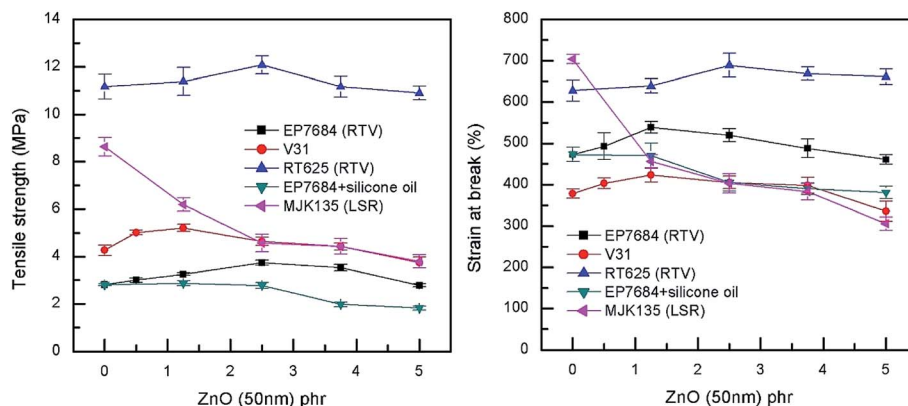 14
12
10
8
6
4
2
0
Tensile strength (MPa)
EP7684 (RTV)
V31
RT625 (RTV)
EP7684+silicone oil
MJK135 (LSR)
0 1 2 3 4 5
ZnO (50nm) phr
800
700
600
500
400
300
200
100
0
Strain at break (%)
EP7684 (RTV)
V31
RT625 (RTV)
EP7684+silicone oil
MJK135 (LSR)
0 1 2 3 4 5
ZnO (50nm) phr